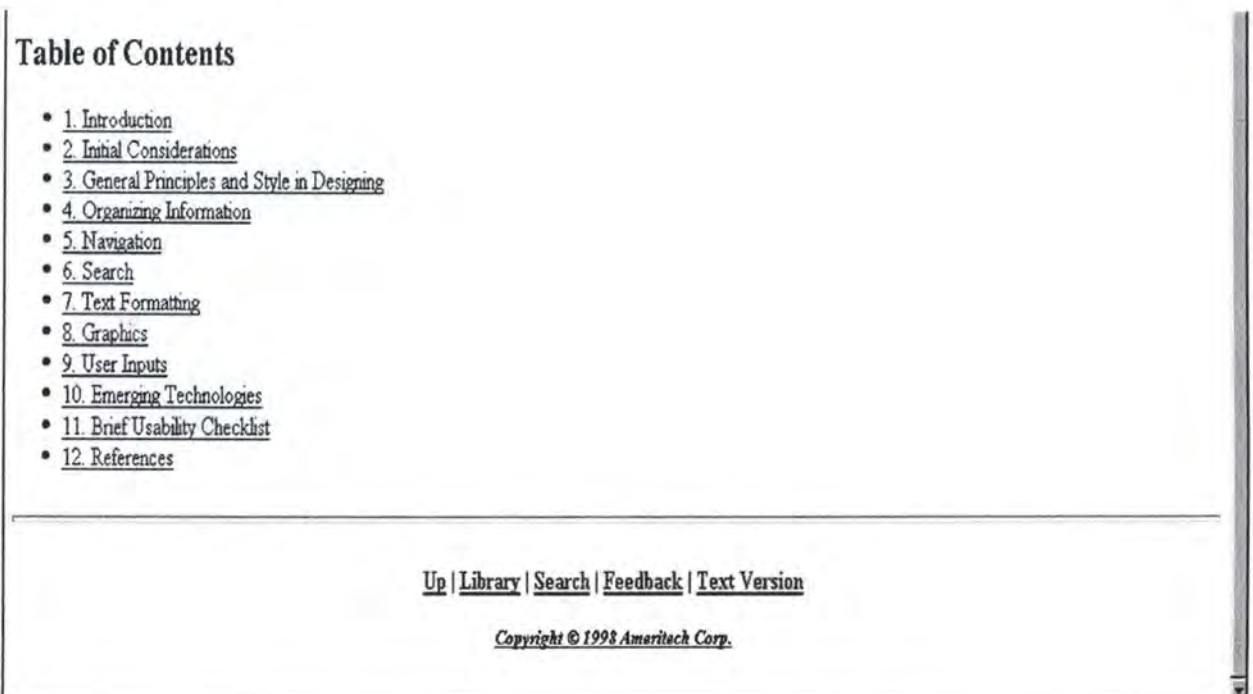 Table of Contents
• 1. Introduction
• 2. Initial Considerations
• 3. General Principles and Style in Designing
• 4. Organizing Information
• 5. Navigation
• 6. Search
• 7. Text Formatting
• 8. Graphics
• 9. User Inputs
• 10. Emerging Technologies
• 11. Brief Usability Checklist
• 12. References
Up | Library | Search | Feedback | Text Version
Copyright © 1998 Ameritech Corp.